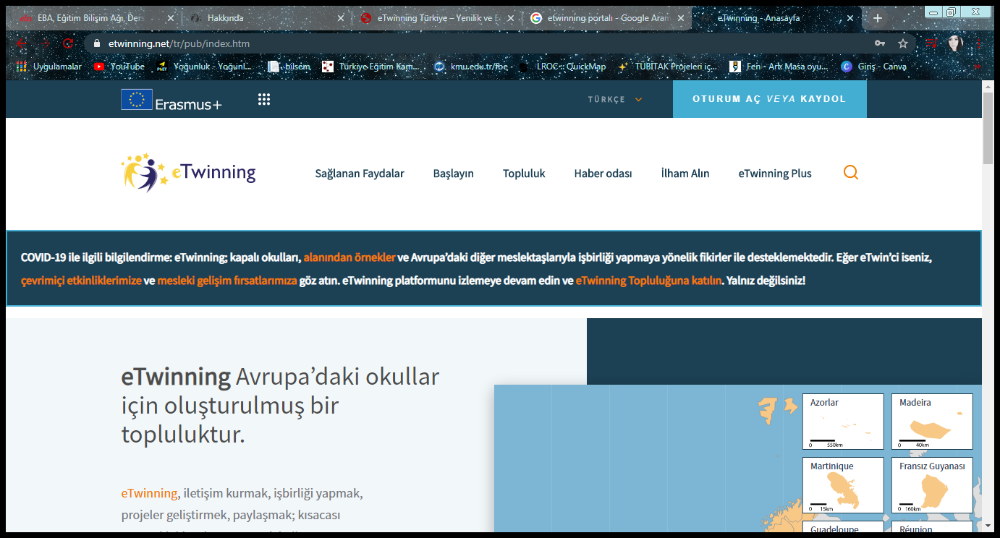 EBA, Eğitim Bilişim Ağı, Ders
Hakkında
eTwinning Türkiye – Yenilik ve E
etwinning portalı - Google Aram
eTwinning - Anasayfa
etwinning.net/tr/pub/index.htm
Uygulamalar
YouTube
Yoğunluk - Yoğunl...
bilsem
Türkiye Eğitim Kam...
kmu.edu.tr/fbe
LROC :: QuickMap
TÜBİTAK Projeleri iç...
Fen - Art: Masa oyu...
Giriş - Canva
Erasmus+
TÜRKÇE
OTURUM AÇ VEYA KAYDOL
eTwinning
Sağlanan Faydalar
Başlayın
Topluluk
Haber odası
İlham Alın
eTwinning Plus
COVID-19 ile ilgili bilgilendirme: eTwinning; kapalı okulları, alanından örnekler ve Avrupa’daki diğer meslektaşlarıyla işbirliği yapmaya yönelik fikirler ile desteklemektedir. Eğer eTwin’ci iseniz,
çevrimiçi etkinliklerimize ve mesleki gelişim fırsatlarımıza göz atın. eTwinning platformunu izlemeye devam edin ve eTwinning Topluluğuna katılın. Yalnız değilsiniz!
eTwinning Avrupa’daki okullar
için oluşturulmuş bir
topluluktur.
eTwinning, iletişim kurmak, işbirliği yapmak,
projeler geliştirmek, paylaşmak; kısacası
Azorlar
0 550km
Madeira
0 40km
Martinique
0 15km
Fransız Guyanası
0 160km
Guadeloupe
Réunion